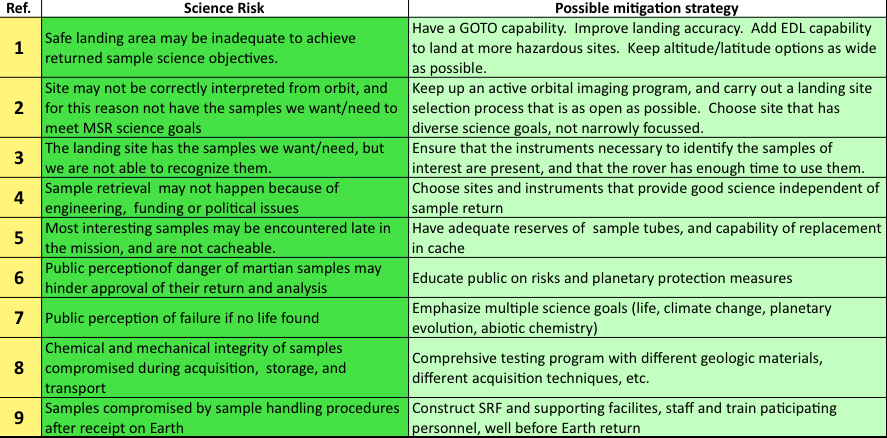 Ref. Science Risk Possible mitigation strategy
1
Safe landing area may be inadequate to achieve
returned sample science objectives.
Have a GOTO capability. Improve landing accuracy. Add EDL capability
to land at more hazardous sites. Keep altitude/latitude options as wide
as possible.
2
Site may not be correctly interpreted from orbit, and
for this reason not have the samples we want/need to
meet MSR science goals
Keep up an active orbital imaging program, and carry out a landing site
selection process that is as open as possible. Choose site that has
diverse science goals, not narrowly focussed.
3
The landing site has the samples we want/need, but
we are not able to recognize them.
Ensure that the instruments necessary to identify the samples of
interest are present, and that the rover has enough time to use them.
4
Sample retrieval may not happen because of
engineering, funding or political issues
Choose sites and instruments that provide good science independent of
sample return
5
Most interesting samples may be encountered late in
the mission, and are not cacheable.
Have adequate reserves of sample tubes, and capability of replacement
in cache
6
Public perceptionof danger of martian samples may
hinder approval of their return and analysis
Educate public on risks and planetary protection measures
7
Public perception of failure if no life found
Emphasize multiple science goals (life, climate change, planetary
evolution, abiotic chemistry)
8
Chemical and mechanical integrity of samples
compromised during acquisition, storage, and
transport
Comprehsive testing program with different geologic materials,
different acquisition techniques, etc.
9
Samples compromised by sample handling procedures
after receipt on Earth
Construct SRF and supporting facilites, staff and train paticipating
personnel, well before Earth return